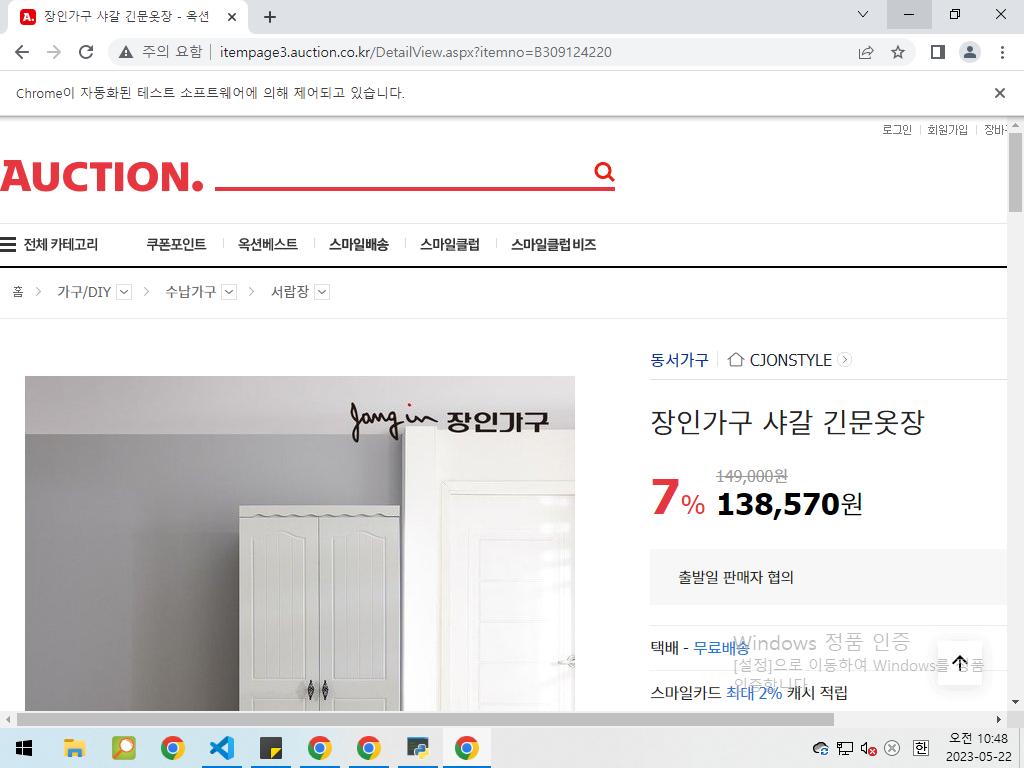 장인가구 샤갈 긴문옷장 - 옥션
주의 요함 | itempage3.auction.co.kr/DetailView.aspx?itemno=B309124220
Chrome이 자동화된 테스트 소프트웨어에 의해 제어되고 있습니다.
로그인 회원가입
AUCTION.
전체 카테고리 쿠폰포인트 옥션베스트 스마일배송 스마일클럽 스마일클럽 비즈
홈 가구/DIY 수납가구 서랍장
동서가구 CJONSTYLE
Jang in 장인가구
장인가구 샤갈 긴문옷장
149,000원
7% 138,570원
출발일 판매자 협의
택배 - 무료배송
Windows 정품 인증
[설정]으로 이동하여 Windows를 정품
인증합니다.
스마일카드 최대 2% 캐시 적립
한
오전 10:48
2023-05-22